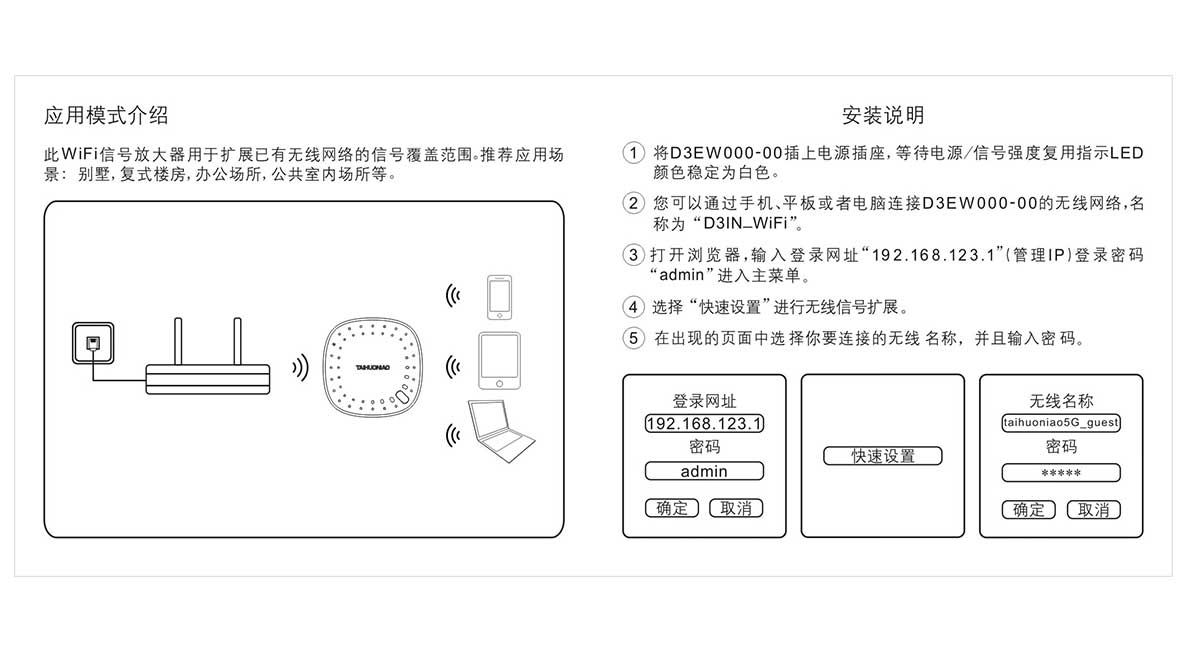 应用模式介绍
此WiFi信号放大器用于扩展已有无线网络的信号覆盖范围。推荐应用场
景：别墅，复式楼房，办公场所，公共室内场所等。
TAIHUONIAO
安装说明
① 将D3EW000-00插上电源插座，等待电源/信号强度复用指示LED
颜色稳定为白色。
② 您可以通过手机、平板或者电脑连接D3EW000-00的无线网络，名
称为“D3IN_WiFi”。
③ 打开浏览器，输入登录网址“192.168.123.1”(管理IP)登录密码
“admin”进入主菜单。
④ 选择“快速设置”进行无线信号扩展。
⑤ 在出现的页面中选择你要连接的无线名称，并且输入密码。
登录网址
192.168.123.1
密码
admin
确定 取消
快速设置
无线名称
taihuoniao5G_guest
密码
*****
确定 取消